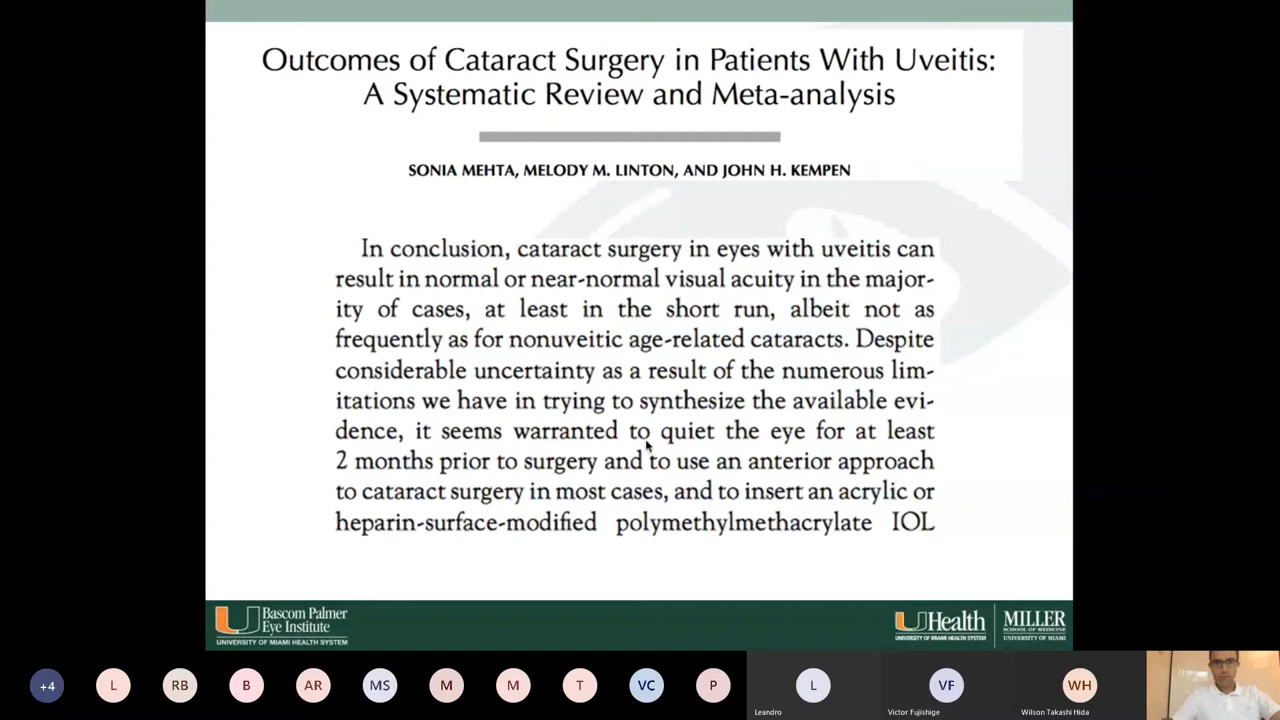 Outcomes of Cataract Surgery in Patients With Uveitis:
A Systematic Review and Meta-analysis
SONIA MEHTA, MELODY M. LINTON, AND JOHN H. KEMPEN
In conclusion, cataract surgery in eyes with uveitis can
result in normal or near-normal visual acuity in the major-
ity of cases, at least in the short run, albeit not as
frequently as for nonuveitic age-related cataracts. Despite
considerable uncertainty as a result of the numerous lim-
itations we have in trying to synthesize the available evi-
dence, it seems warranted to quiet the eye for at least
2 months prior to surgery and to use an anterior approach
to cataract surgery in most cases, and to insert an acrylic or
heparin-surface-modified polymethylmethacrylate IOL
Bascom Palmer
Eye Institute
UNIVERSITY OF MIAMI HEALTH SYSTEM
UHealth
UNIVERSITY OF MIAMI HEALTH SYSTEM
MILLER
SCHOOL OF MEDICINE
UNIVERSITY OF MIAMI
+4
L
RB
B
AR
MS
M
M
T
VC
P
L
Leandro
VF
Victor Fujishige
WH
Wilson Takashi Hida